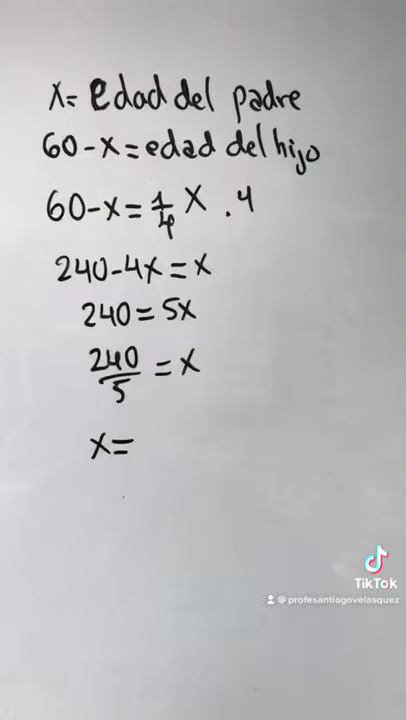 x = edad del padre
60 - x = edad del hijo
60 - x = 1/4 x . 4
240 - 4x = x
240 = 5x
240/5 = x
x =
TikTok
@profesantiagovelasquez